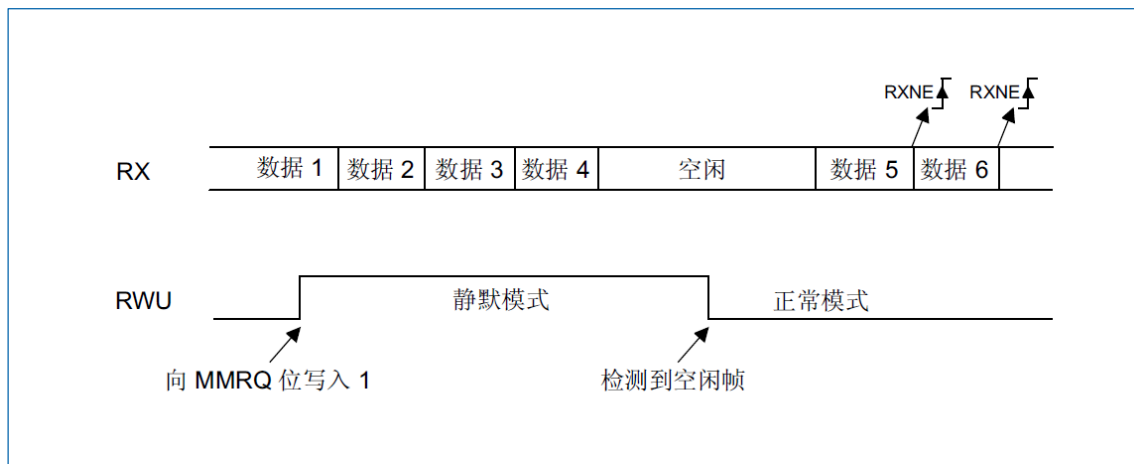 RXNE RXNE
RX 数据 1 数据 2 数据 3 数据 4 空闲 数据 5 数据 6
RWU 静默模式 正常模式
向 MMRQ 位写入 1 检测到空闲帧